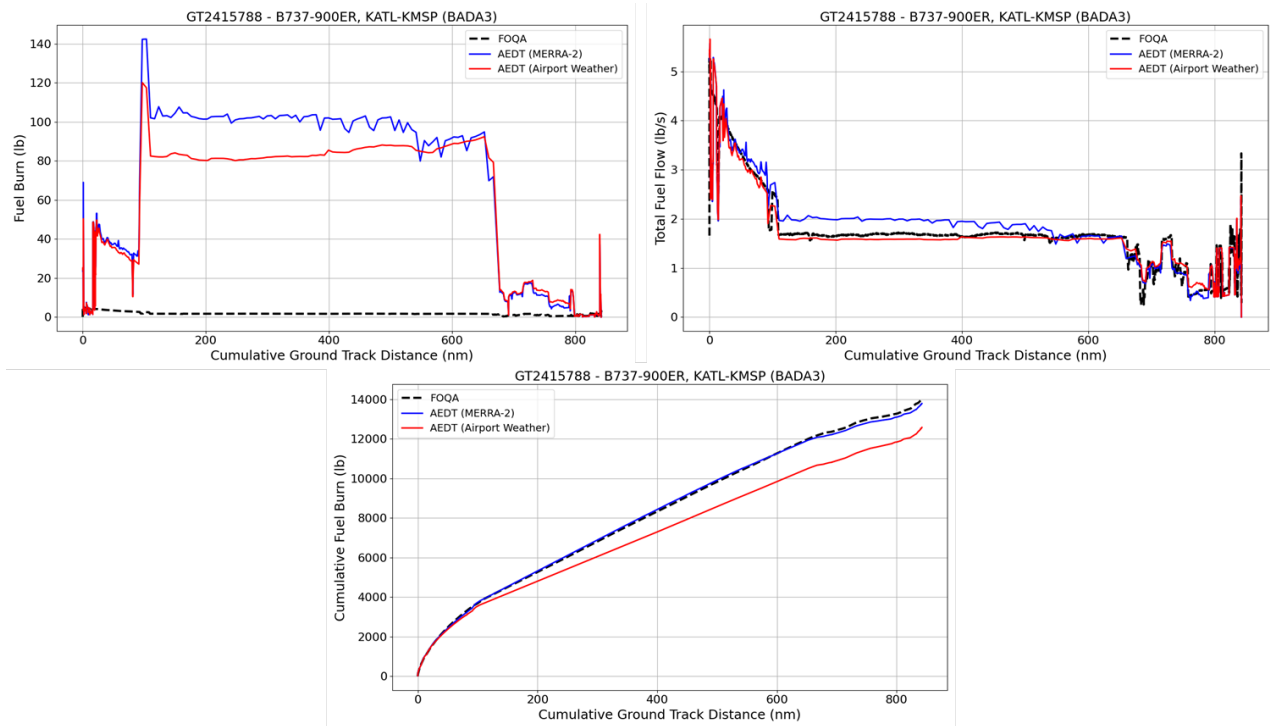 GT2415788 - B737-900ER, KATL-KMSP (BADA3)
FOQA
AEDT (MERRA-2)
AEDT (Airport Weather)
Fuel Burn (lb)
140
120
100
80
60
40
20
0
0 200 400 600 800
Cumulative Ground Track Distance (nm)
GT2415788 - B737-900ER, KATL-KMSP (BADA3)
FOQA
AEDT (MERRA-2)
AEDT (Airport Weather)
Total Fuel Flow (lb/s)
5
4
3
2
1
0
0 200 400 600 800
Cumulative Ground Track Distance (nm)
GT2415788 - B737-900ER, KATL-KMSP (BADA3)
FOQA
AEDT (MERRA-2)
AEDT (Airport Weather)
Cumulative Fuel Burn (lb)
14000
12000
10000
8000
6000
4000
2000
0
0 200 400 600 800
Cumulative Ground Track Distance (nm)